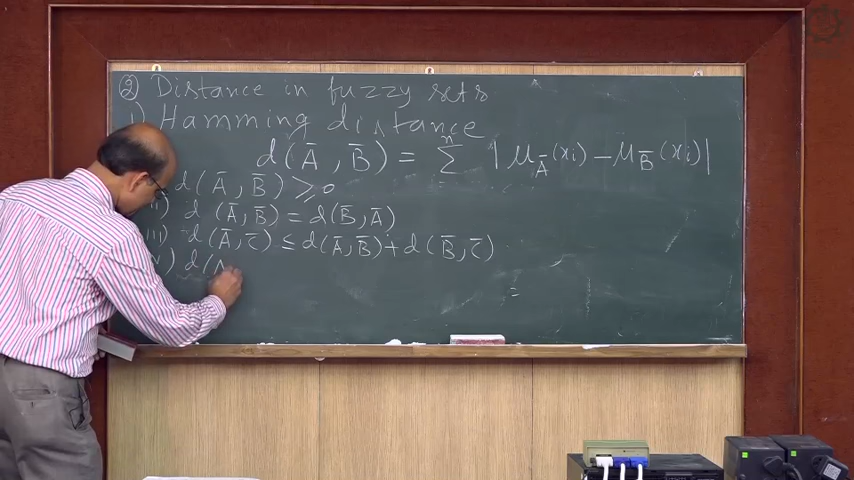 ② Distance in fuzzy sets
i) Hamming distance
d(Ā, B̄) = n Σ |μ_Ā(xi) − μ_B̄(xi)|
d(Ā, B̄) ⩾ 0
ii) d(Ā, B̄) = d(B̄, Ā)
iii) d(Ā, C̄) ≤ d(Ā, B̄) + d(B̄, C̄)
d(A
=